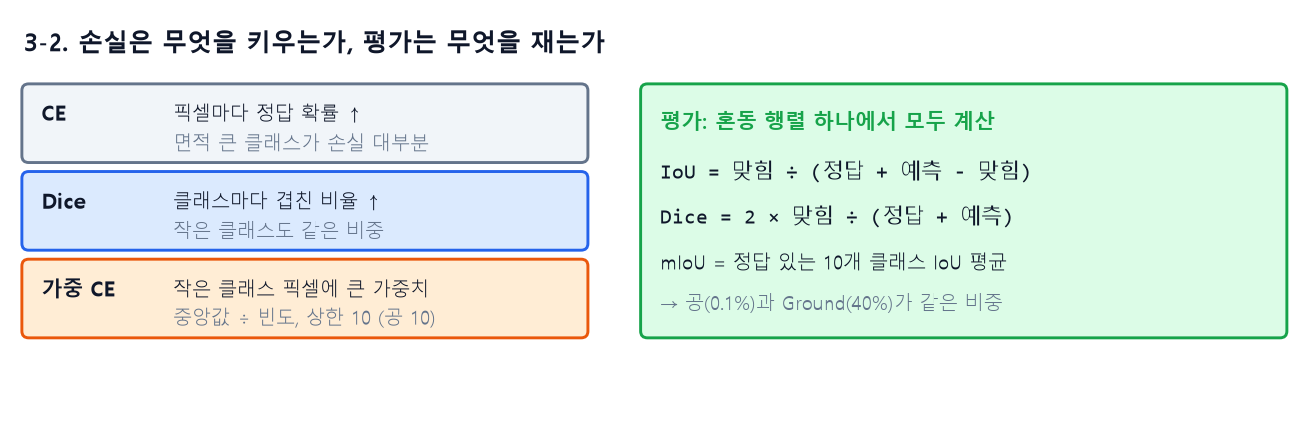 3-2. 손실은 무엇을 키우는가, 평가는 무엇을 재는가
CE
픽셀마다 정답 확률 ↑
면적 큰 클래스가 손실 대부분
Dice
클래스마다 겹친 비율 ↑
작은 클래스도 같은 비중
가중 CE
작은 클래스 픽셀에 큰 가중치
중앙값 ÷ 빈도, 상한 10 (공 10)
평가: 혼동 행렬 하나에서 모두 계산
IoU = 맞힘 ÷ (정답 + 예측 - 맞힘)
Dice = 2 × 맞힘 ÷ (정답 + 예측)
mIoU = 정답 있는 10개 클래스 IoU 평균
→ 공(0.1%)과 Ground(40%)가 같은 비중